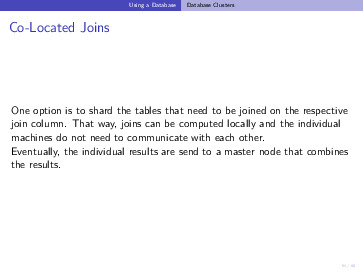 Using a Database Database Clusters
Co-Located Joins
One option is to shard the tables that need to be joined on the respective
join column. That way, joins can be computed locally and the individual
machines do not need to communicate with each other.
Eventually, the individual results are send to a master node that combines
the results.